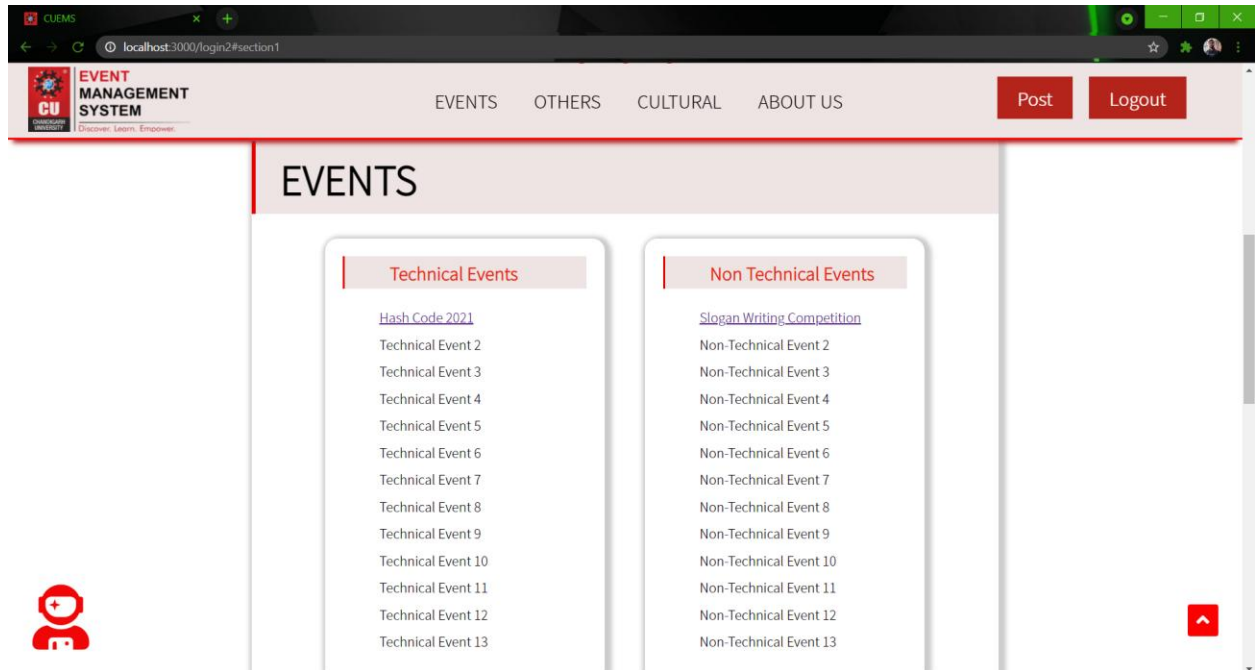 CUEMS
localhost:3000/login2#section1
EVENT
MANAGEMENT
SYSTEM
CU
CHANDIGARH
UNIVERSITY
Discover. Learn. Empower.
EVENTS OTHERS CULTURAL ABOUT US
Post Logout
EVENTS
Technical Events
Hash Code 2021
Technical Event 2
Technical Event 3
Technical Event 4
Technical Event 5
Technical Event 6
Technical Event 7
Technical Event 8
Technical Event 9
Technical Event 10
Technical Event 11
Technical Event 12
Technical Event 13
Non Technical Events
Slogan Writing Competition
Non-Technical Event 2
Non-Technical Event 3
Non-Technical Event 4
Non-Technical Event 5
Non-Technical Event 6
Non-Technical Event 7
Non-Technical Event 8
Non-Technical Event 9
Non-Technical Event 10
Non-Technical Event 11
Non-Technical Event 12
Non-Technical Event 13